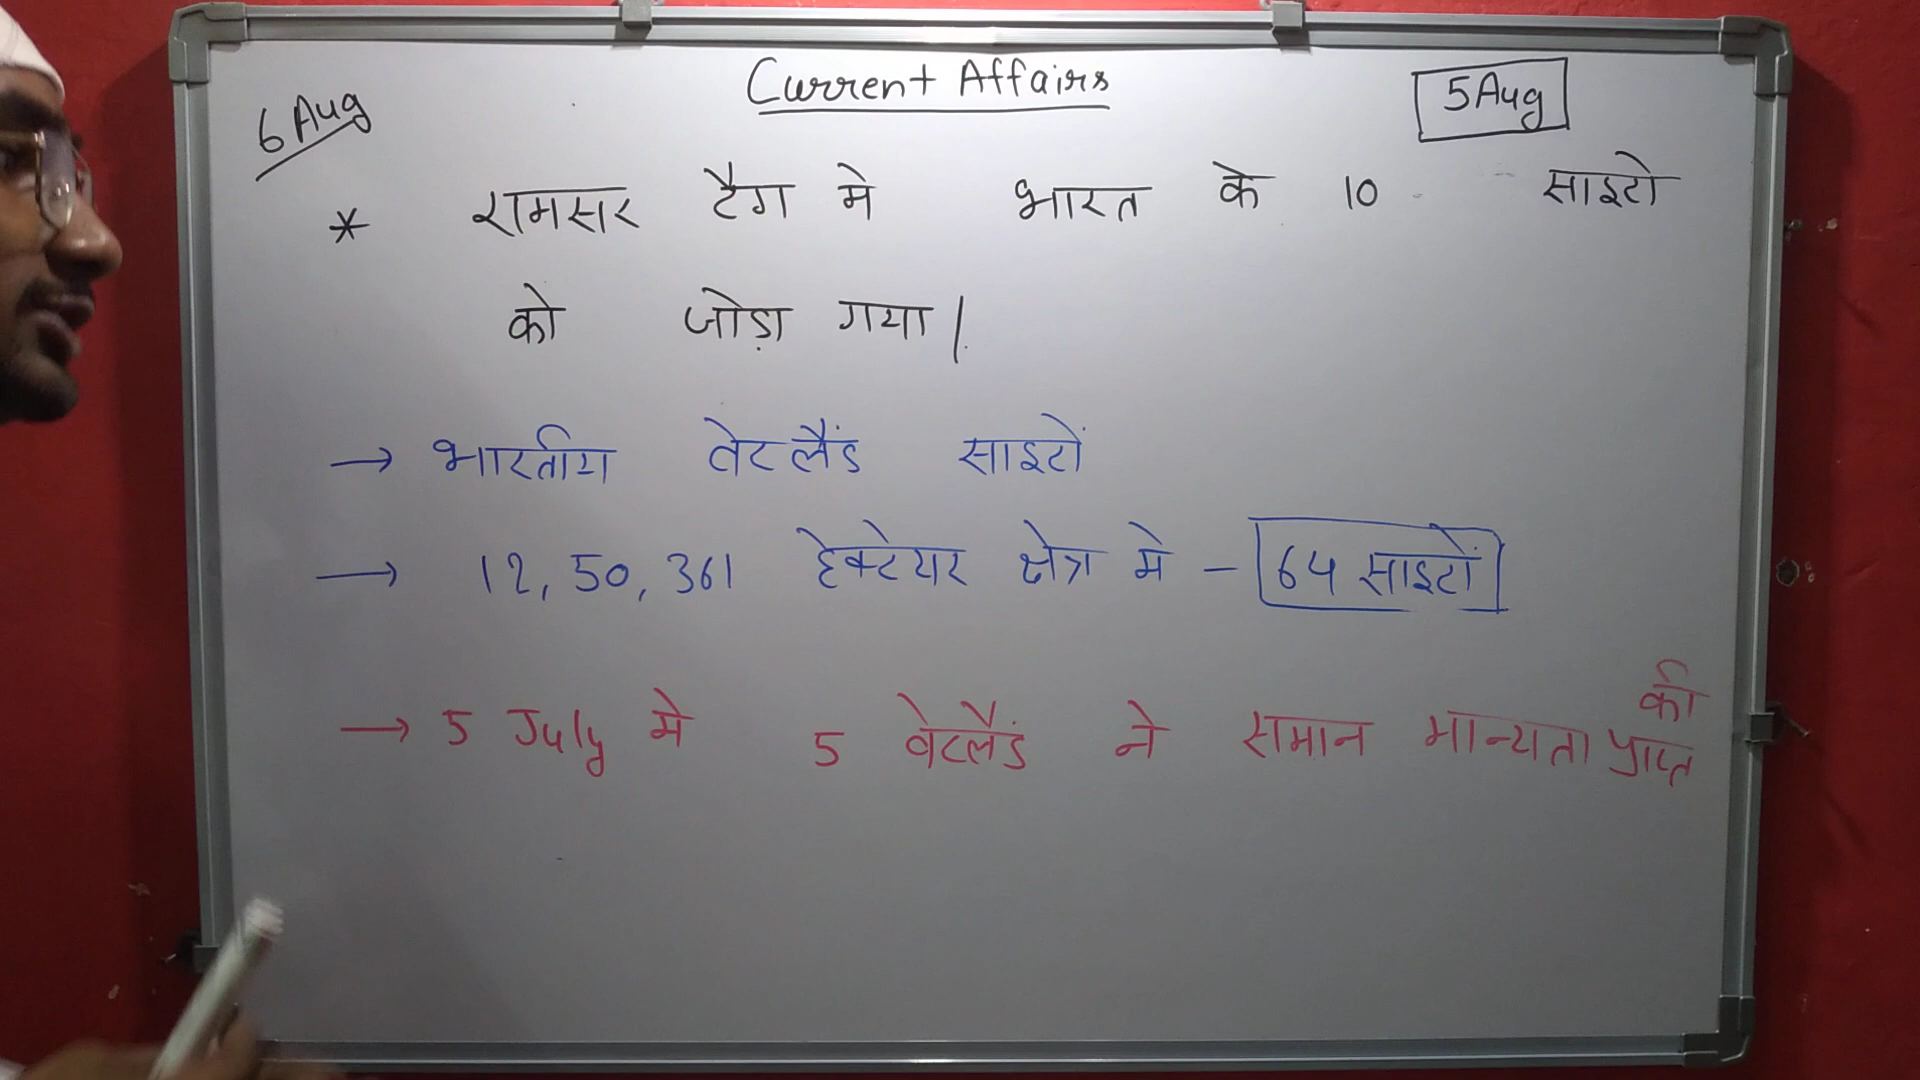 Current Affairs
6 Aug
5 Aug
* रामसर टैग मे भारत के 10 साइटो
को जोड़ा गया।
→ भारतीय वेटलैंड साइटों
→ 12,50,361 हेक्टेयर क्षेत्र मे - 64 साइटों
→ 5 July मे 5 वेटलैंड ने समान मान्यता प्राप्त
की